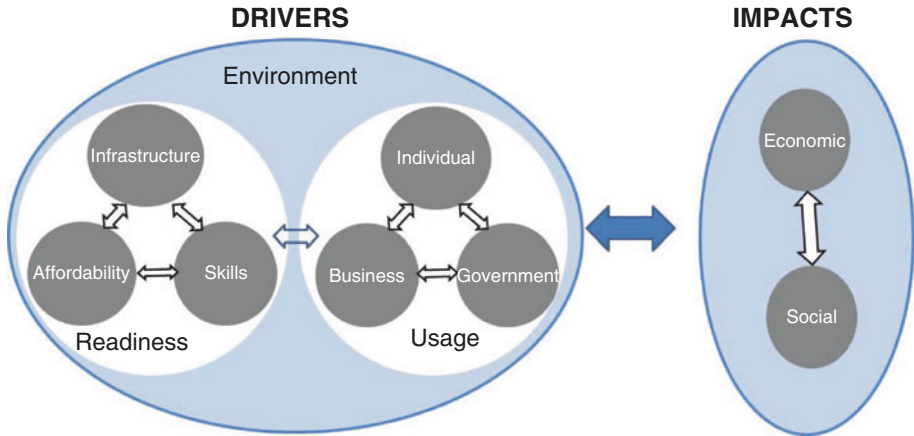 DRIVERS
IMPACTS
Environment
Infrastructure
Individual
Economic
Affordability
Skills
Business
Government
Social
Readiness
Usage